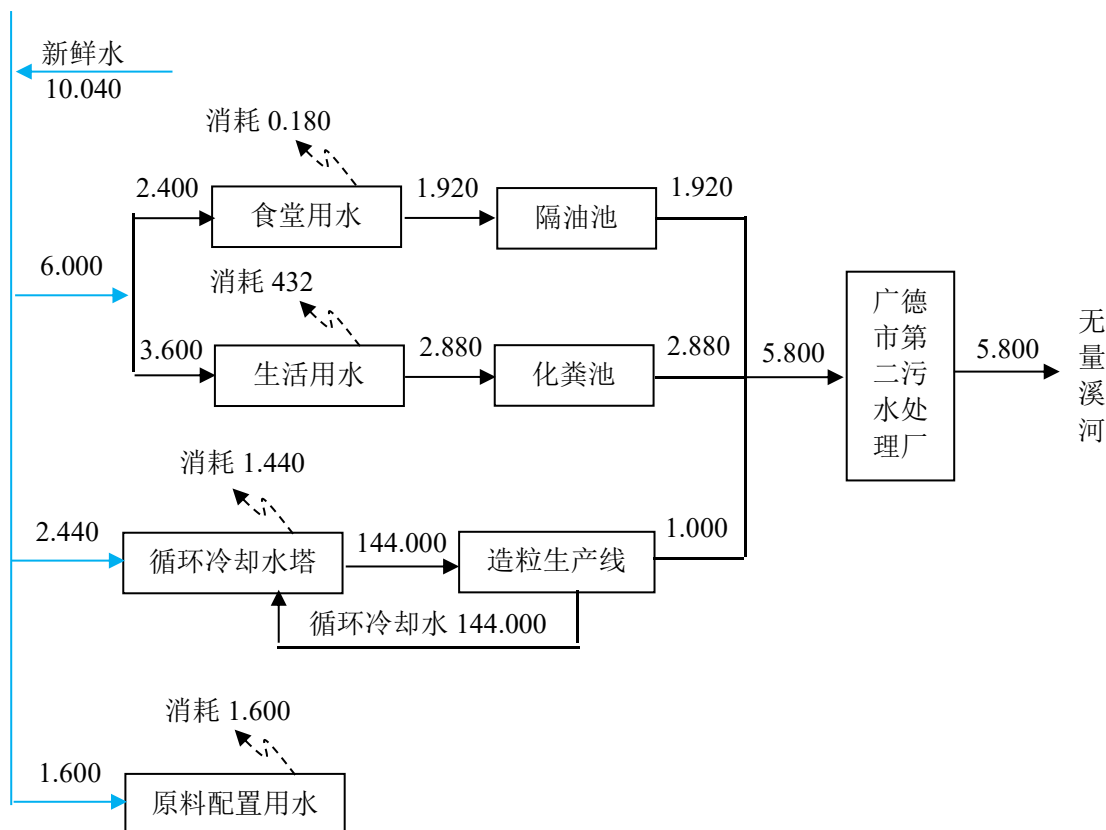 新鲜水
10.040
消耗 0.180
2.400
食堂用水
1.920
隔油池
1.920
6.000
消耗 432
3.600
生活用水
2.880
化粪池
2.880
5.800
广德
市第
二污
水处
理厂
5.800
无
量
溪
河
消耗 1.440
2.440
循环冷却水塔
144.000
造粒生产线
1.000
循环冷却水 144.000
消耗 1.600
1.600
原料配置用水